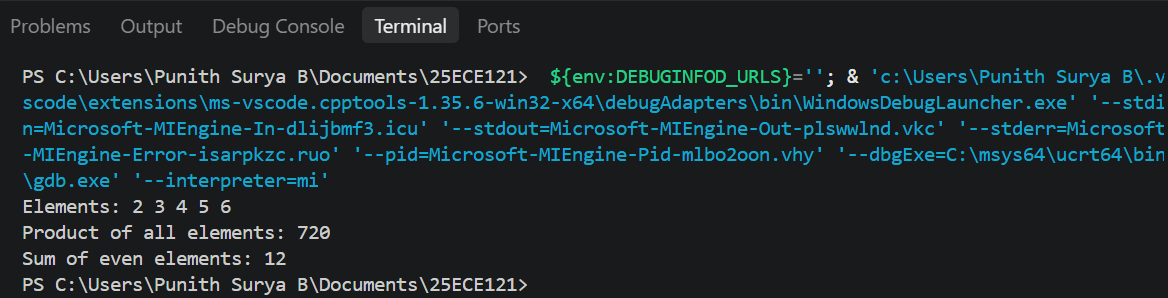 Problems Output Debug Console Terminal Ports
PS C:\Users\Punith Surya B\Documents\25ECE121>  ${env:DEBUGINFOD_URLS}=''; & 'c:\Users\Punith Surya B\.v
scode\extensions\ms-vscode.cpptools-1.35.6-win32-x64\debugAdapters\bin\WindowsDebugLauncher.exe' '--stdi
n=Microsoft-MIEngine-In-dlijbmf3.icu' '--stdout=Microsoft-MIEngine-Out-plswwlnd.vkc' '--stderr=Microsoft
-MIEngine-Error-isarpkzc.ruo' '--pid=Microsoft-MIEngine-Pid-mlbo2oon.vhy' '--dbgExe=C:\msys64\ucrt64\bin
\gdb.exe' '--interpreter=mi'
Elements: 2 3 4 5 6
Product of all elements: 720
Sum of even elements: 12
PS C:\Users\Punith Surya B\Documents\25ECE121>